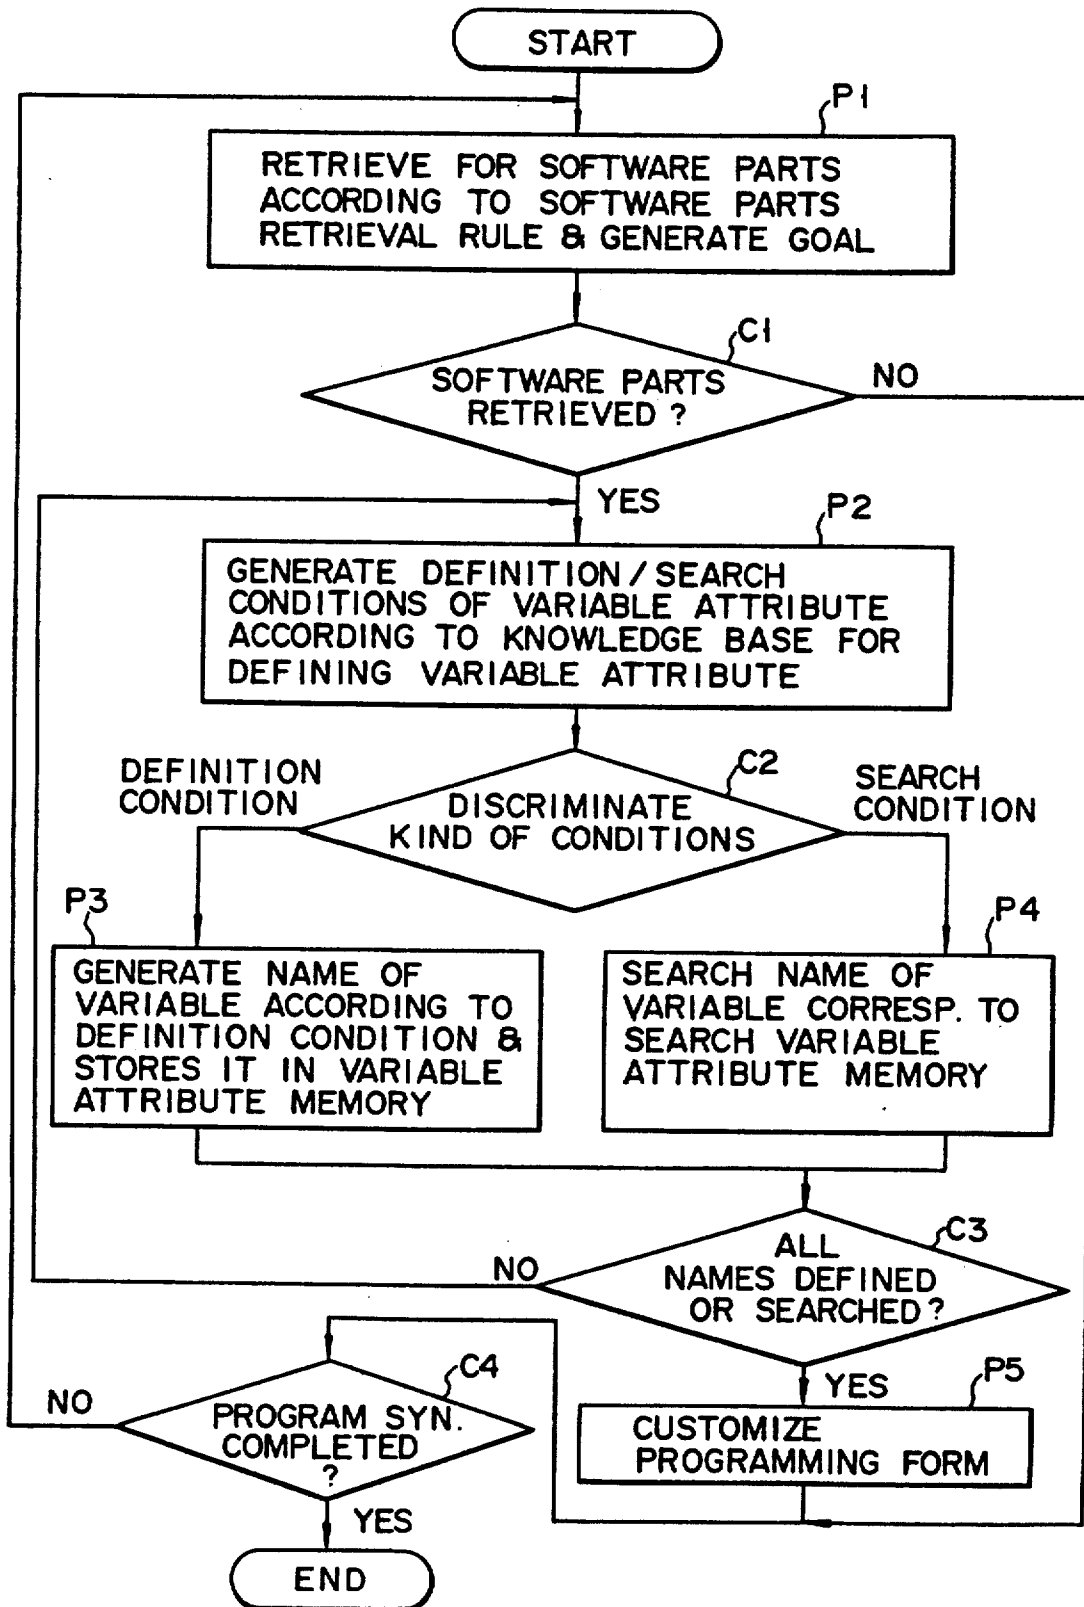 START
P1
RETRIEVE FOR SOFTWARE PARTS
ACCORDING TO SOFTWARE PARTS
RETRIEVAL RULE & GENERATE GOAL
C1
SOFTWARE PARTS
RETRIEVED ?
NO
YES
P2
GENERATE DEFINITION / SEARCH
CONDITIONS OF VARIABLE ATTRIBUTE
ACCORDING TO KNOWLEDGE BASE FOR
DEFINING VARIABLE ATTRIBUTE
C2
DEFINITION
CONDITION
DISCRIMINATE
KIND OF CONDITIONS
SEARCH
CONDITION
P3
GENERATE NAME OF
VARIABLE ACCORDING TO
DEFINITION CONDITION &
STORES IT IN VARIABLE
ATTRIBUTE MEMORY
P4
SEARCH NAME OF
VARIABLE CORRESP. TO
SEARCH VARIABLE
ATTRIBUTE MEMORY
C3
ALL
NAMES DEFINED
OR SEARCHED ?
NO
YES
P5
CUSTOMIZE
PROGRAMMING FORM
C4
PROGRAM SYN.
COMPLETED
?
NO
YES
END